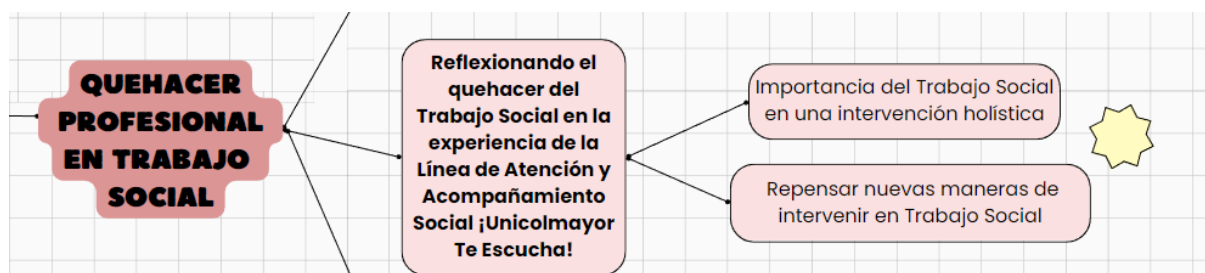 QUEHACER
PROFESIONAL
EN TRABAJO
SOCIAL
Reflexionando el
quehacer del
Trabajo Social en la
experiencia de la
Línea de Atención y
Acompañamiento
Social ¡Unicolmayor
Te Escucha!
Importancia del Trabajo Social
en una intervención holística
Repensar nuevas maneras de
intervenir en Trabajo Social